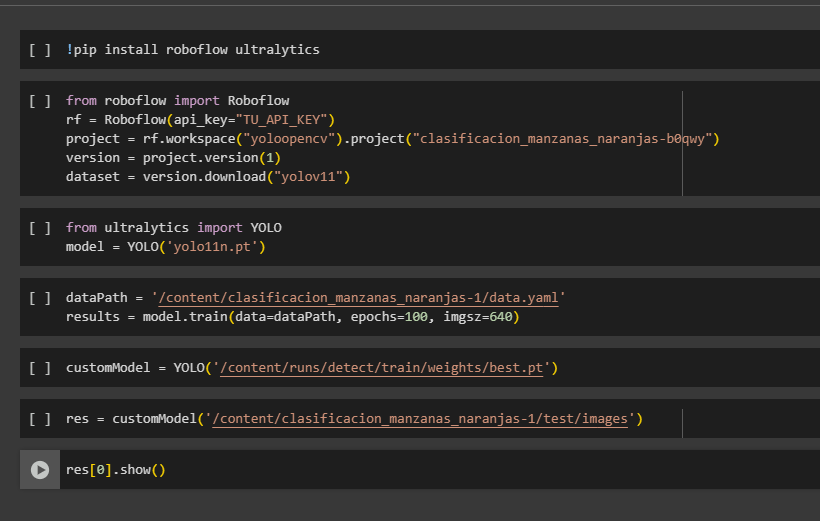 [ ] !pip install roboflow ultralytics
[ ] from roboflow import Roboflow
rf = Roboflow(api_key="TU_API_KEY")
project = rf.workspace("yoloopencv").project("clasificacion_manzanas_naranjas-b0qwy")
version = project.version(1)
dataset = version.download("yolov11")
[ ] from ultralytics import YOLO
model = YOLO('yolo11n.pt')
[ ] dataPath = '/content/clasificacion_manzanas_naranjas-1/data.yaml'
results = model.train(data=dataPath, epochs=100, imgsz=640)
[ ] customModel = YOLO('/content/runs/detect/train/weights/best.pt')
[ ] res = customModel('/content/clasificacion_manzanas_naranjas-1/test/images')
res[0].show()